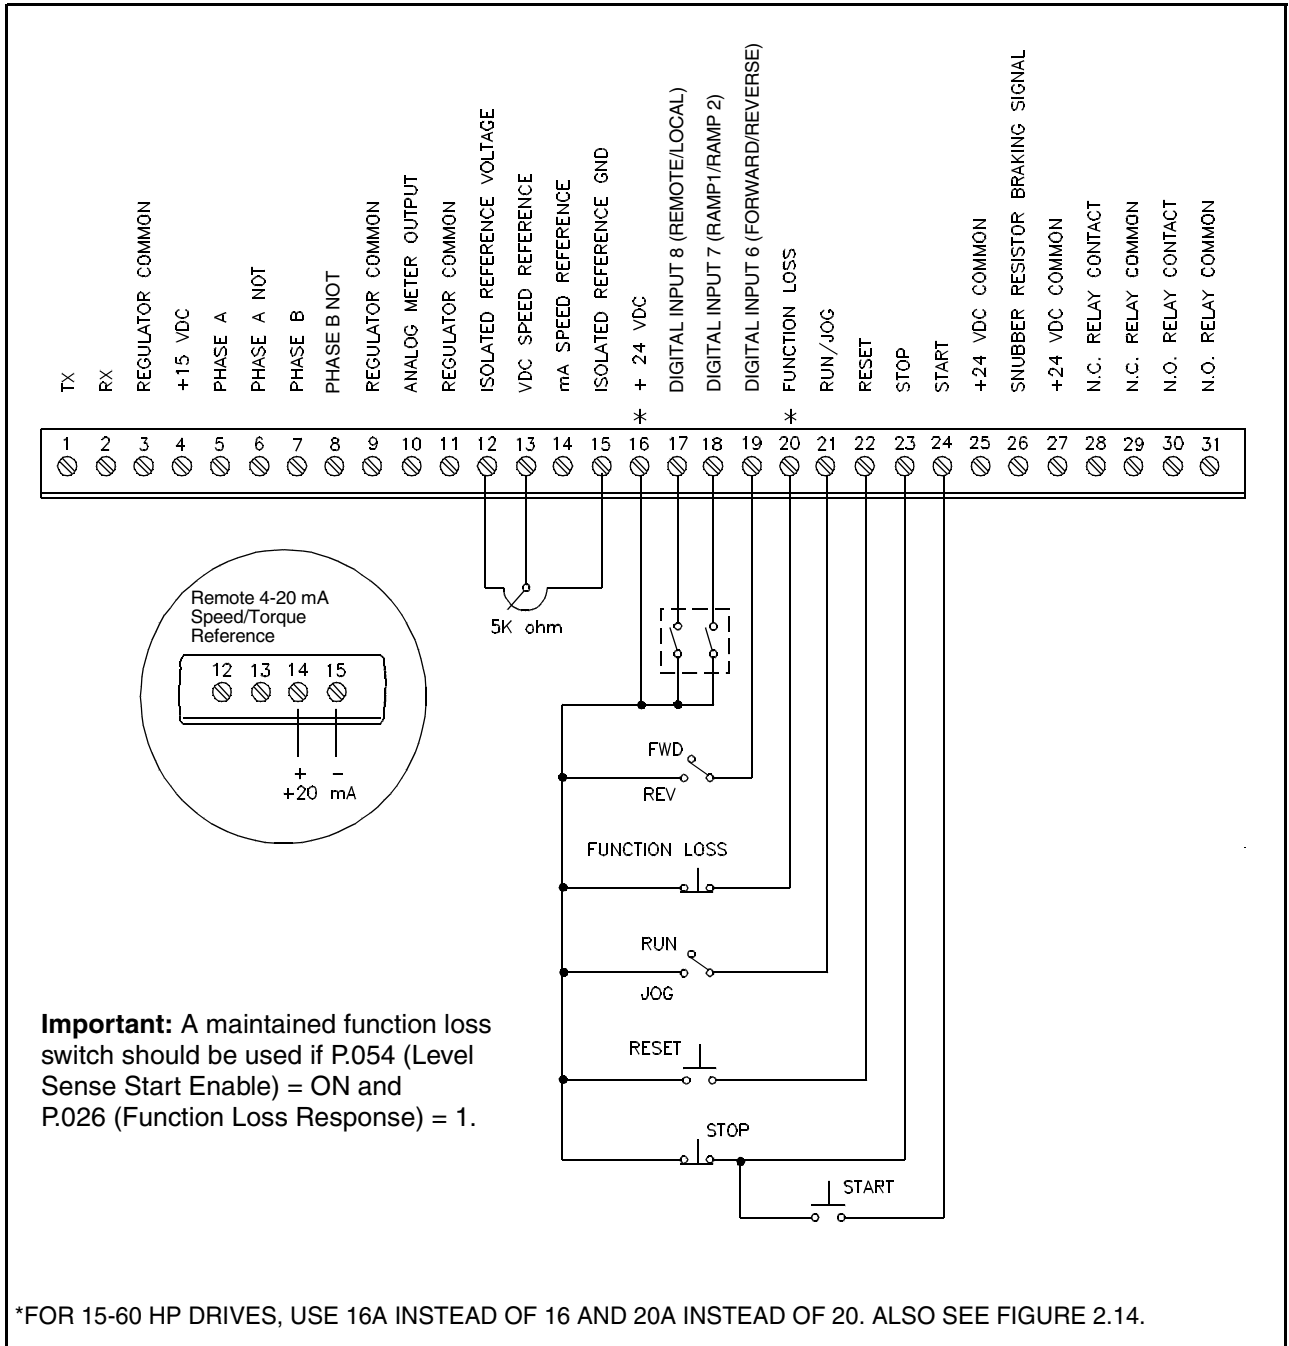 TX
RX
REGULATOR COMMON
+15 VDC
PHASE A
PHASE A NOT
PHASE B
PHASE B NOT
REGULATOR COMMON
ANALOG METER OUTPUT
REGULATOR COMMON
ISOLATED REFERENCE VOLTAGE
VDC SPEED REFERENCE
mA SPEED REFERENCE
ISOLATED REFERENCE GND
* + 24 VDC
DIGITAL INPUT 8 (REMOTE/LOCAL)
DIGITAL INPUT 7 (RAMP1/RAMP 2)
DIGITAL INPUT 6 (FORWARD/REVERSE)
* FUNCTION LOSS
RUN/JOG
RESET
STOP
START
+24 VDC COMMON
SNUBBER RESISTOR BRAKING SIGNAL
+24 VDC COMMON
N.C. RELAY CONTACT
N.C. RELAY COMMON
N.O. RELAY CONTACT
N.O. RELAY COMMON
1 2 3 4 5 6 7 8 9 10 11 12 13 14 15 16 17 18 19 20 21 22 23 24 25 26 27 28 29 30 31
Remote 4-20 mA
Speed/Torque
Reference
12 13 14 15
+ −
+20 mA
5K ohm
FWD
REV
FUNCTION LOSS
RUN
JOG
RESET
STOP
START
Important: A maintained function loss
switch should be used if P.054 (Level
Sense Start Enable) = ON and
P.026 (Function Loss Response) = 1.
*FOR 15-60 HP DRIVES, USE 16A INSTEAD OF 16 AND 20A INSTEAD OF 20. ALSO SEE FIGURE 2.14.